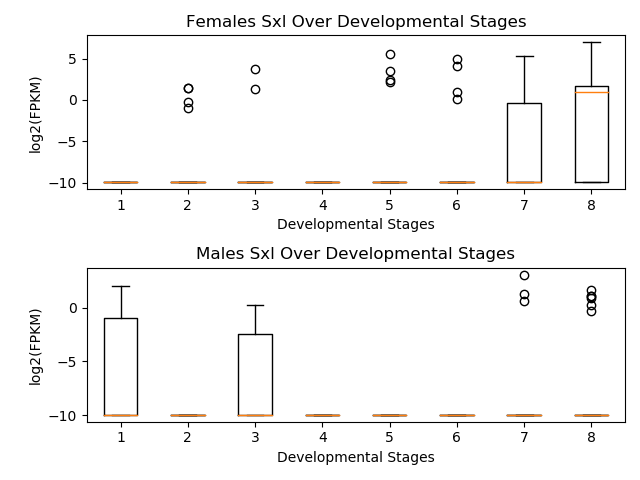 Females Sxl Over Developmental Stages
log2(FPKM)
5
0
−5
−10
1 2 3 4 5 6 7 8
Developmental Stages
Males Sxl Over Developmental Stages
log2(FPKM)
0
−5
−10
1 2 3 4 5 6 7 8
Developmental Stages